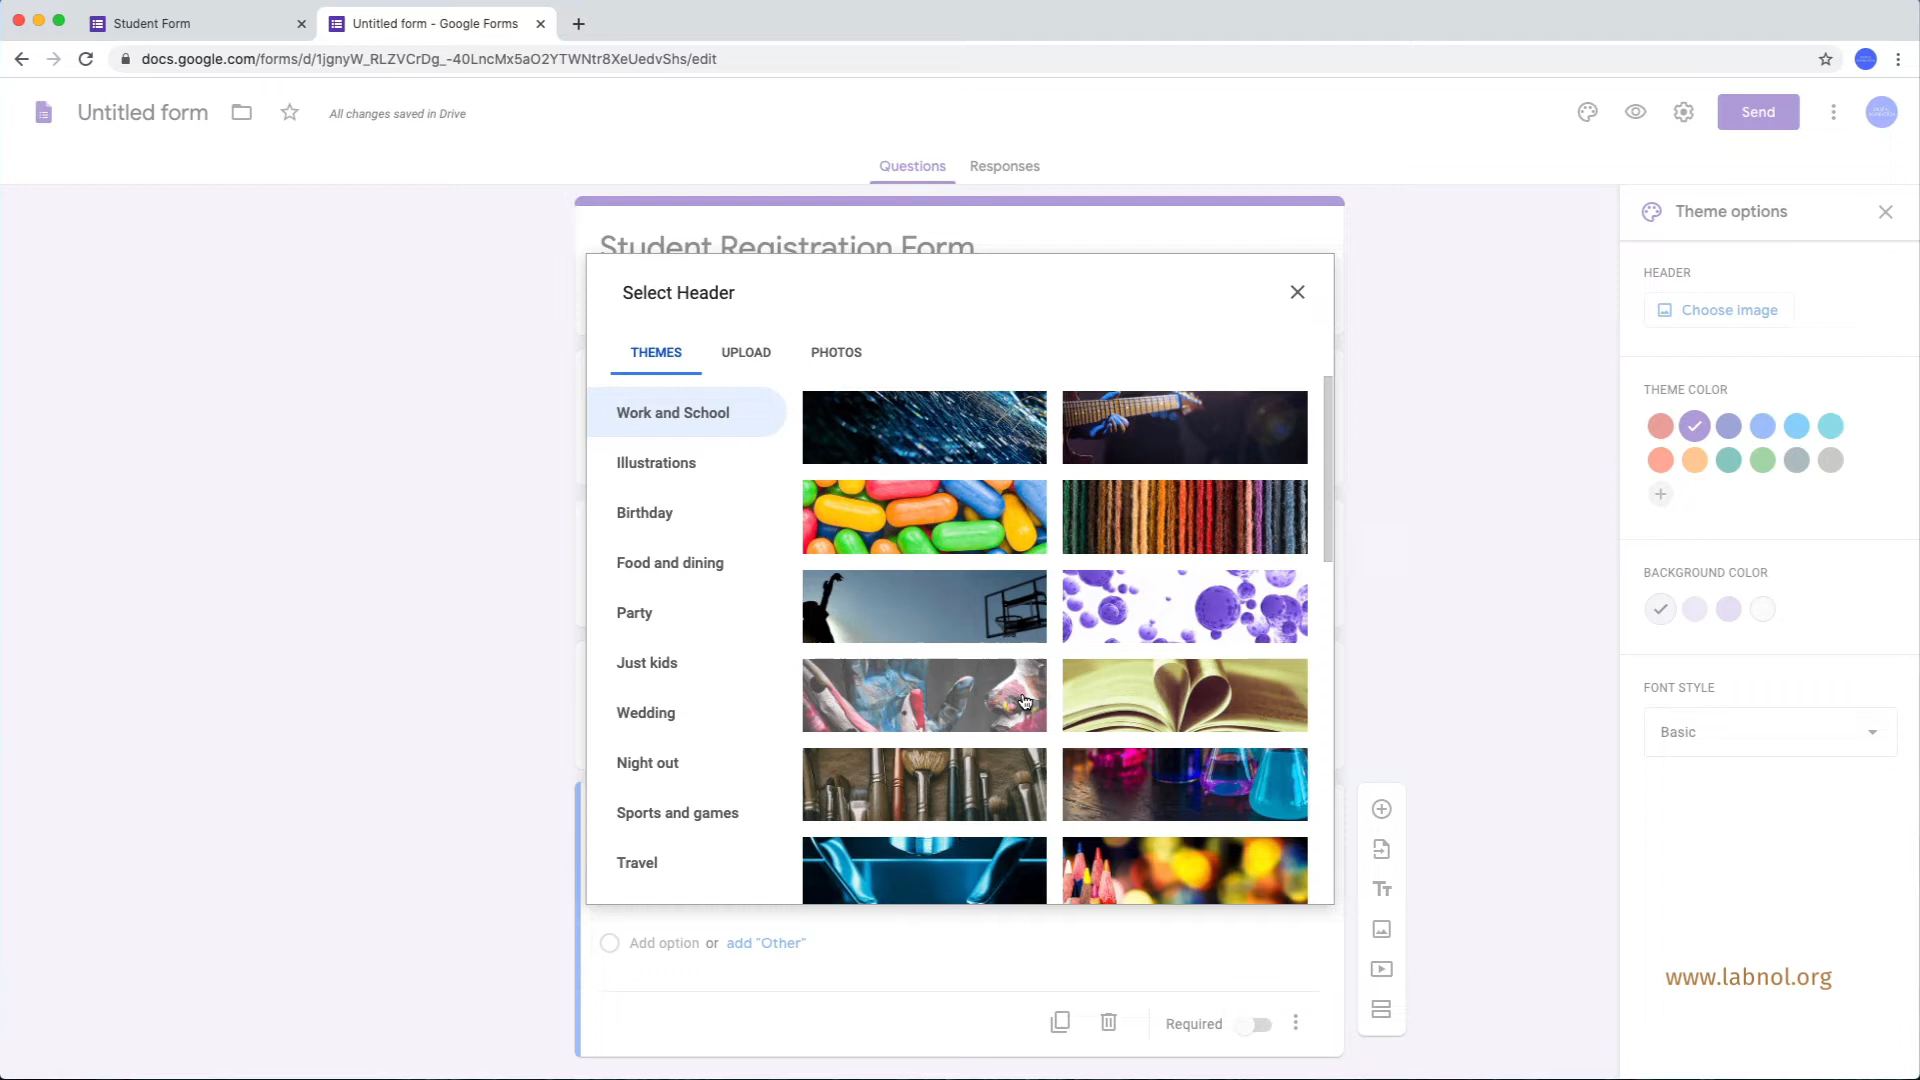 Student Form
Untitled form - Google Forms
docs.google.com/forms/d/1jgnyW_RLZVCrDg_-40LncMx5aO2YTWNtr8XeUedvShs/edit
Untitled form
All changes saved in Drive
Send
Questions
Responses
Student Registration Form
Theme options
HEADER
Choose image
THEME COLOR
BACKGROUND COLOR
FONT STYLE
Basic
Select Header
THEMES
UPLOAD
PHOTOS
Work and School
Illustrations
Birthday
Food and dining
Party
Just kids
Wedding
Night out
Sports and games
Travel
Add option or add "Other"
Required
www.labnol.org